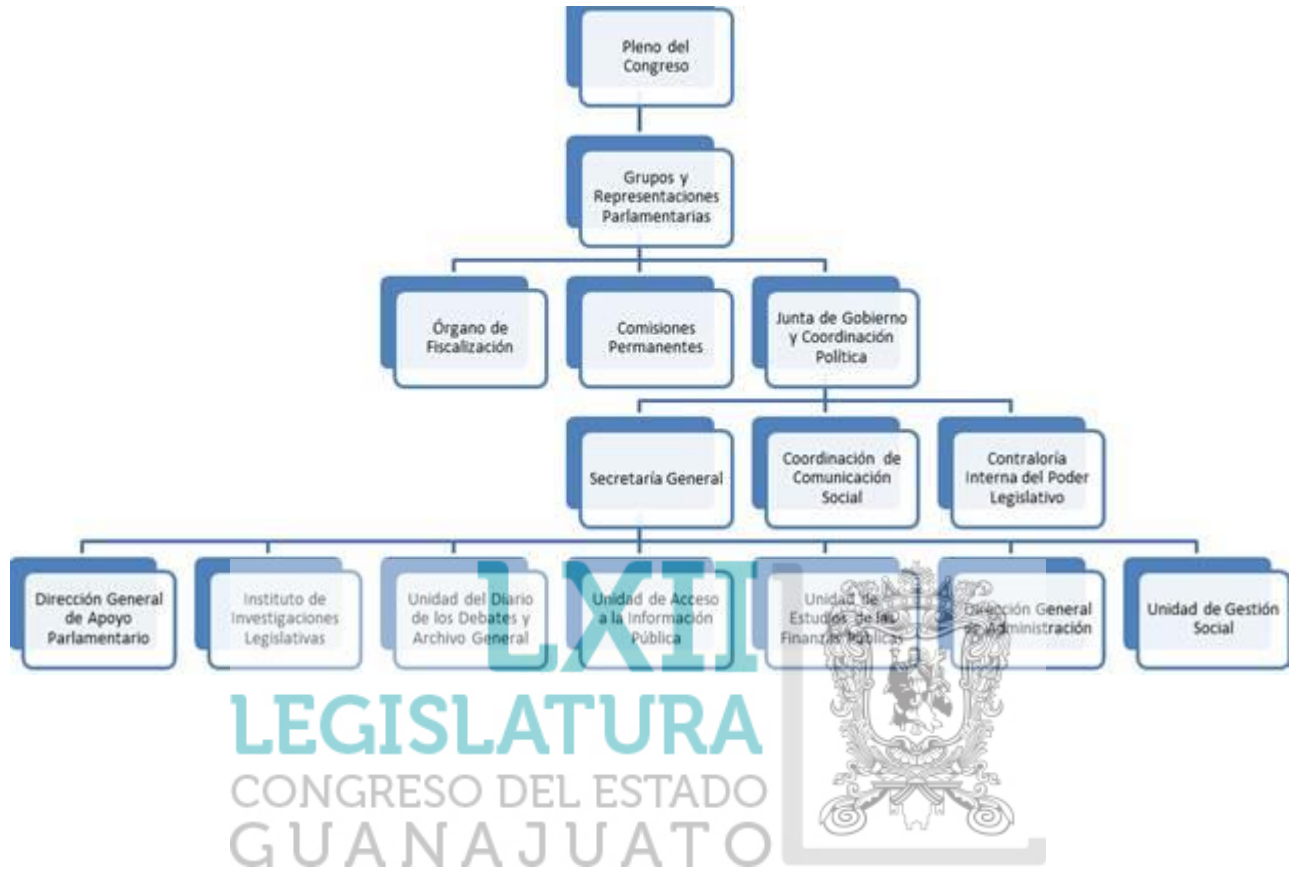 Pleno del
Congreso
Grupos y
Representaciones
Parlamentarias
Órgano de
Fiscalización
Comisiones
Permanentes
Junta de Gobierno
y Coordinación
Política
Secretaría General
Coordinación de
Comunicación
Social
Contraloría
Interna del Poder
Legislativo
Dirección General
de Apoyo
Parlamentario
Instituto de
Investigaciones
Legislativas
Unidad del Diario
de los Debates y
Archivo General
Unidad de Acceso
a la Información
Pública
Unidad de
Estudios de las
Finanzas Públicas
Dirección General
de Administración
Unidad de Gestión
Social
LXII
LEGISLATURA
CONGRESO DEL ESTADO
GUANAJUATO